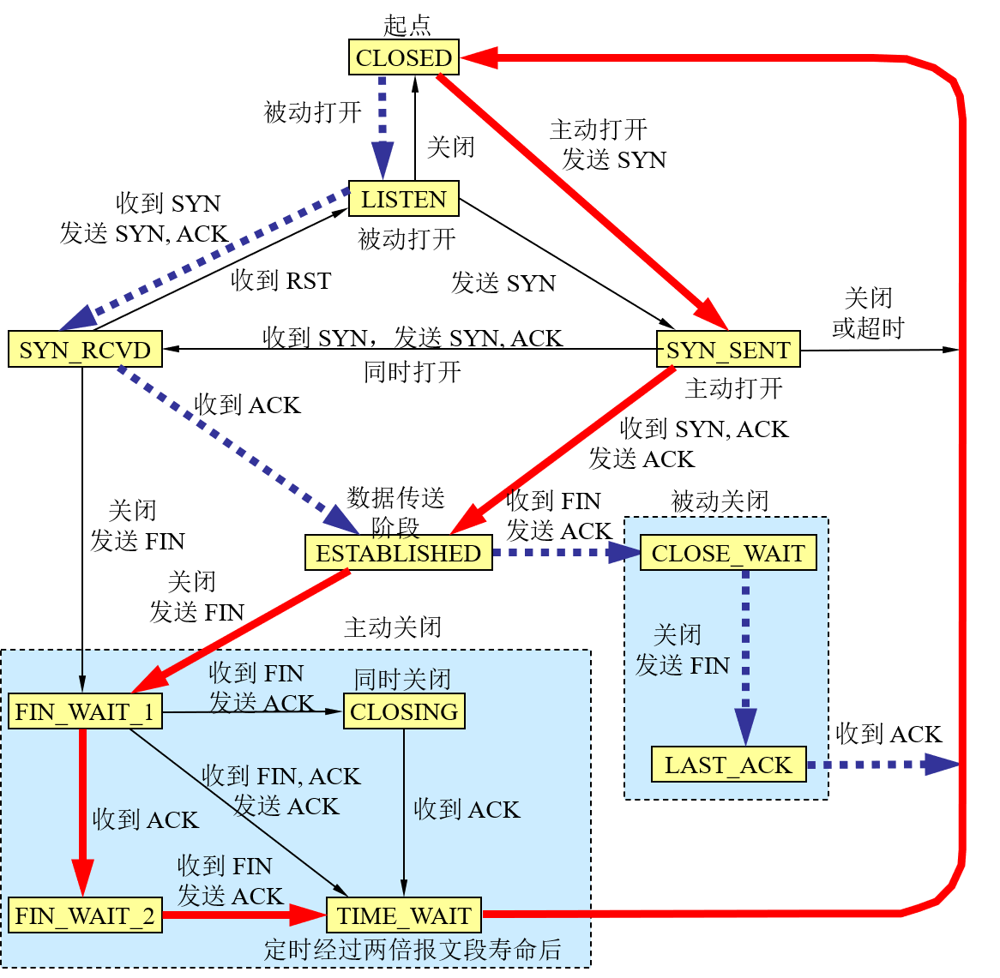 起点
CLOSED
被动打开
主动打开
发送 SYN
关闭
收到 SYN
发送 SYN, ACK
LISTEN
被动打开
收到 RST
发送 SYN
关闭
或超时
SYN_RCVD
收到 SYN，发送 SYN, ACK
SYN_SENT
同时打开
主动打开
收到 ACK
收到 SYN, ACK
发送 ACK
数据传送
阶段
收到 FIN
发送 ACK
被动关闭
关闭
发送 FIN
ESTABLISHED
CLOSE_WAIT
关闭
发送 FIN
主动关闭
关闭
发送 FIN
收到 FIN
发送 ACK
同时关闭
FIN_WAIT_1
CLOSING
收到 ACK
LAST_ACK
收到 FIN, ACK
发送 ACK
收到 ACK
收到 ACK
收到 FIN
发送 ACK
FIN_WAIT_2
TIME_WAIT
定时经过两倍报文段寿命后